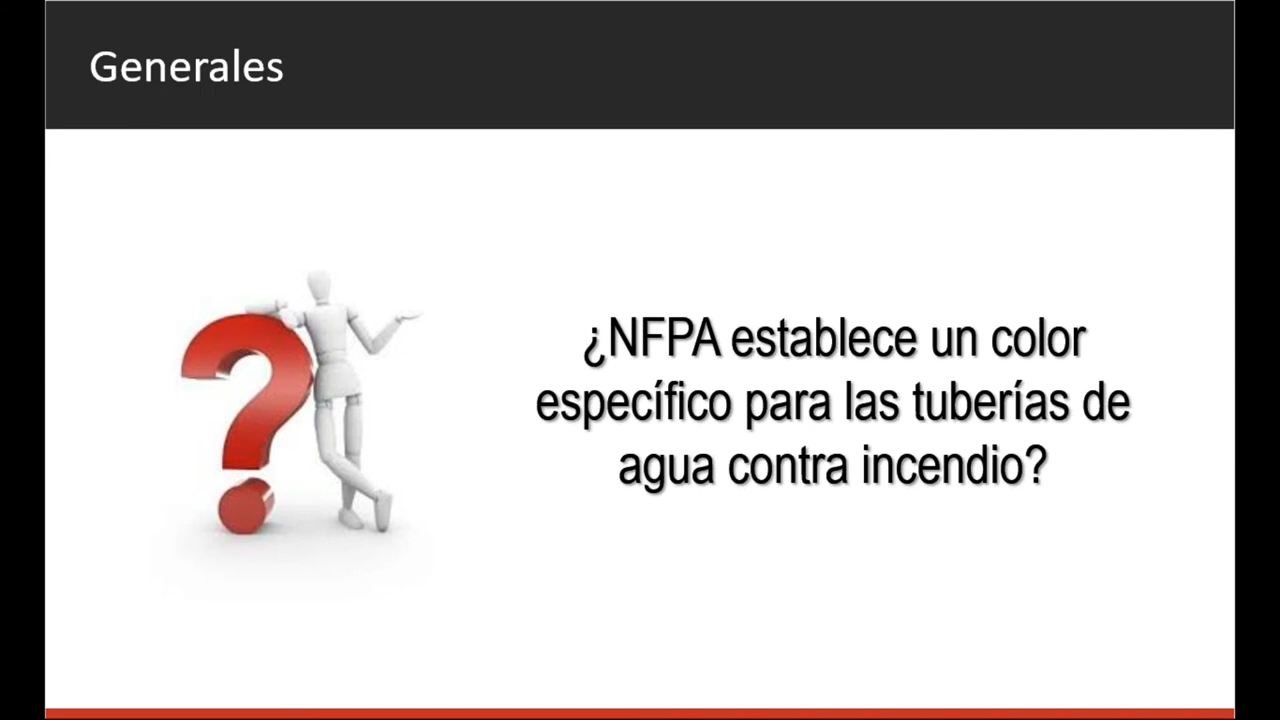 Generales
¿NFPA establece un color
específico para las tuberías de
agua contra incendio?